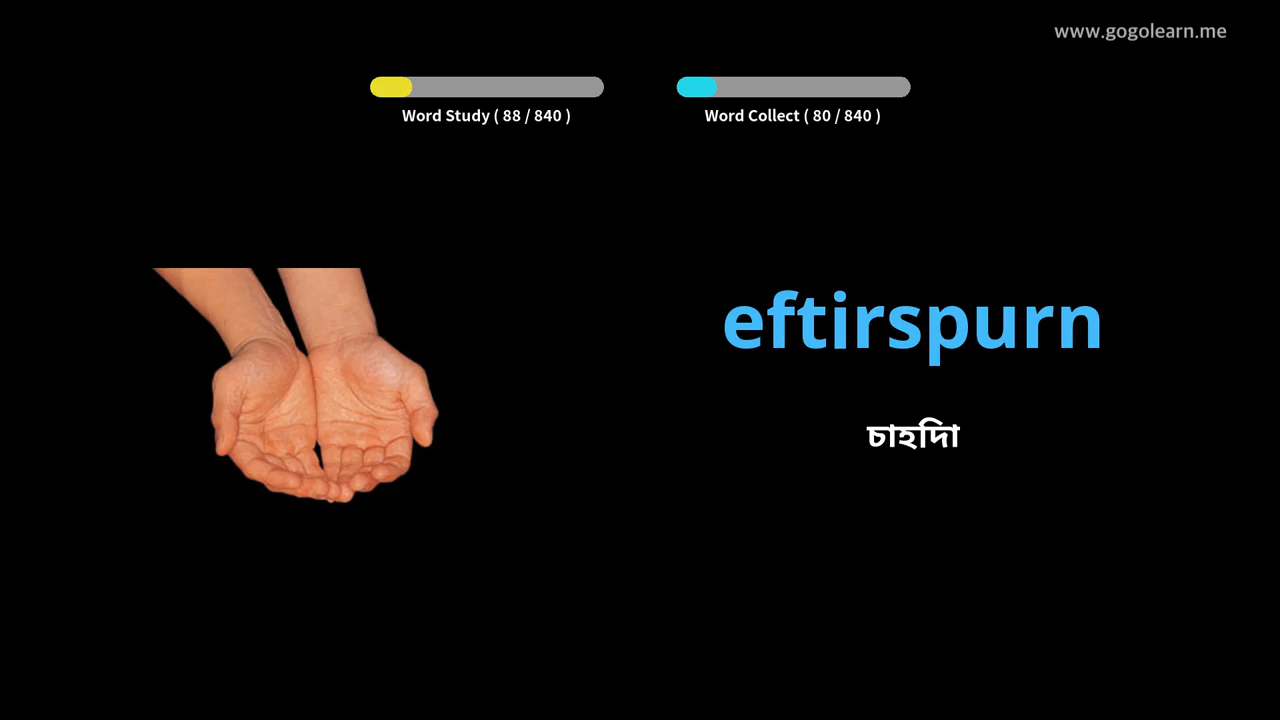 www.gogolearn.me
Word Study ( 88 / 840 )
Word Collect ( 80 / 840 )
eftirspurn
চাহিদা